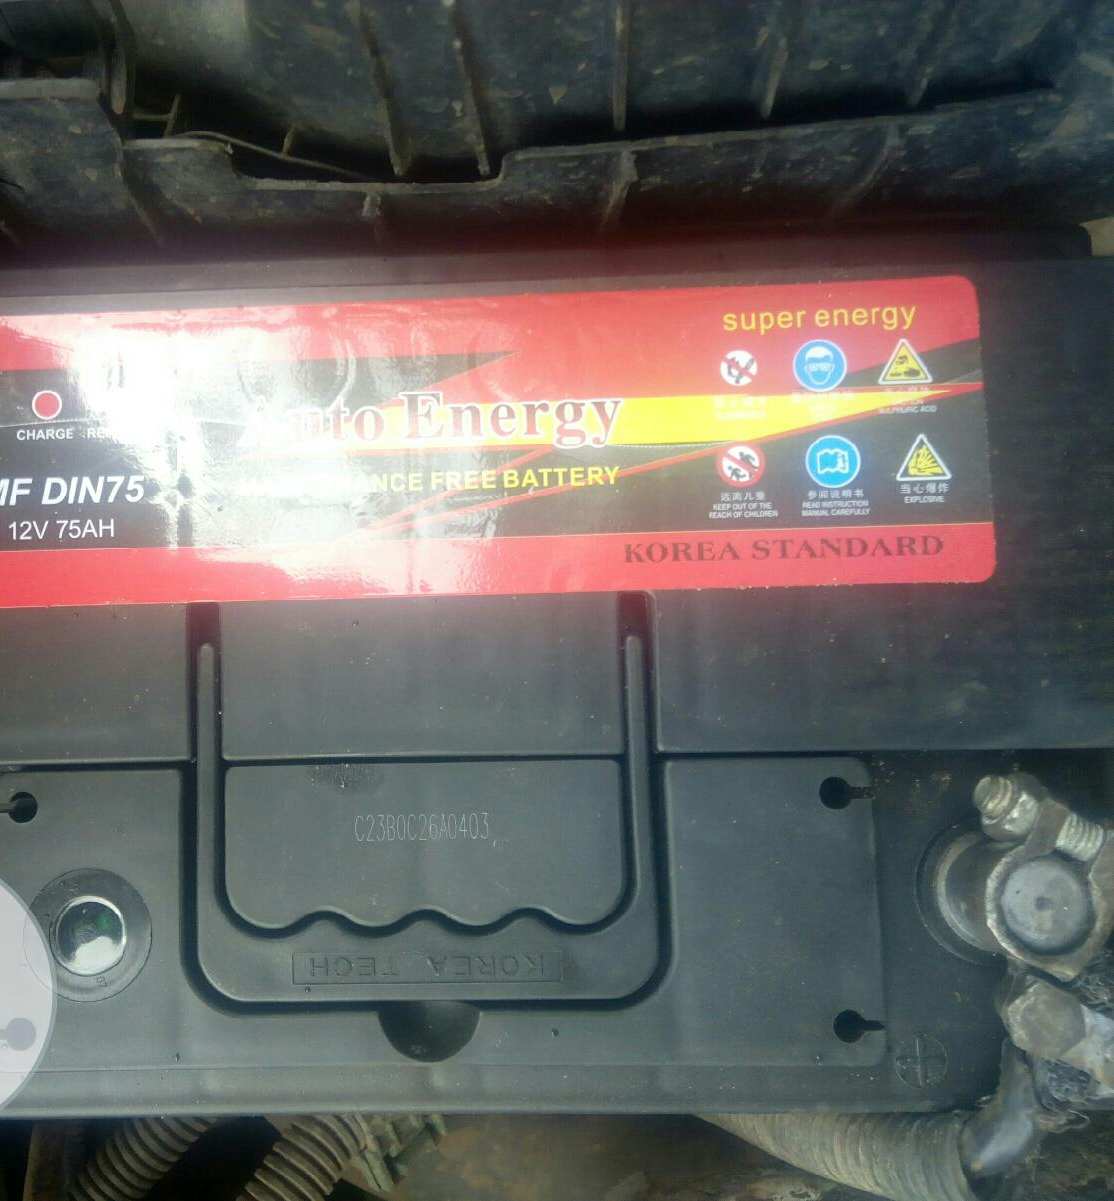 super energy
CHARGE
Auto Energy
MF DIN75
FREE BATTERY
12V 75AH
远离儿童
KEEP OUT OF THE
REACH OF CHILDREN
参阅说明书
READ INSTRUCTION
MANUAL CAREFULLY
当心爆炸
EXPLOSIVE
SULPHURIC ACID
KOREA STANDARD
C23B0C26A0403
KOREA TECH